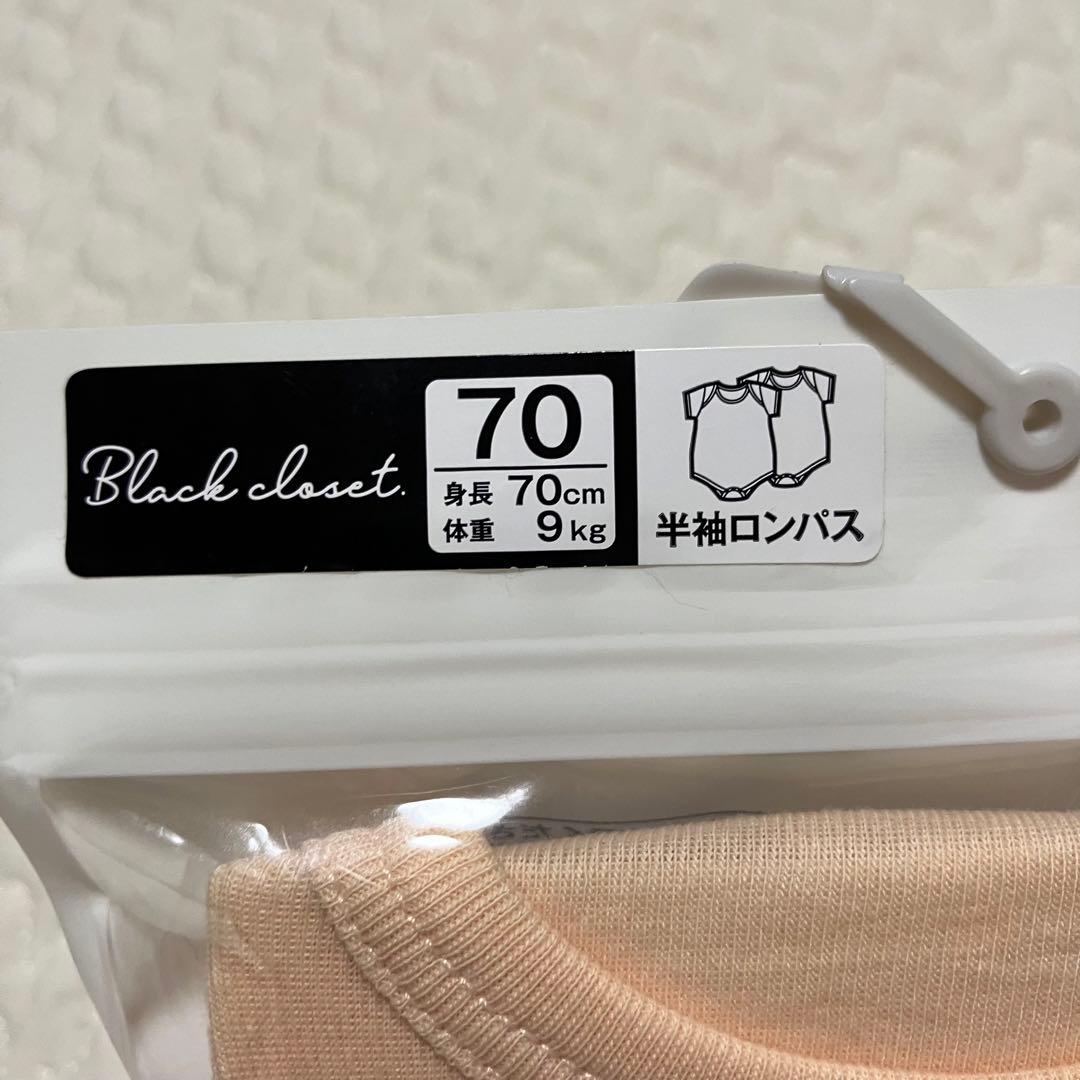 Black closet.
70
身長 70cm
体重 9kg
半袖ロンパス